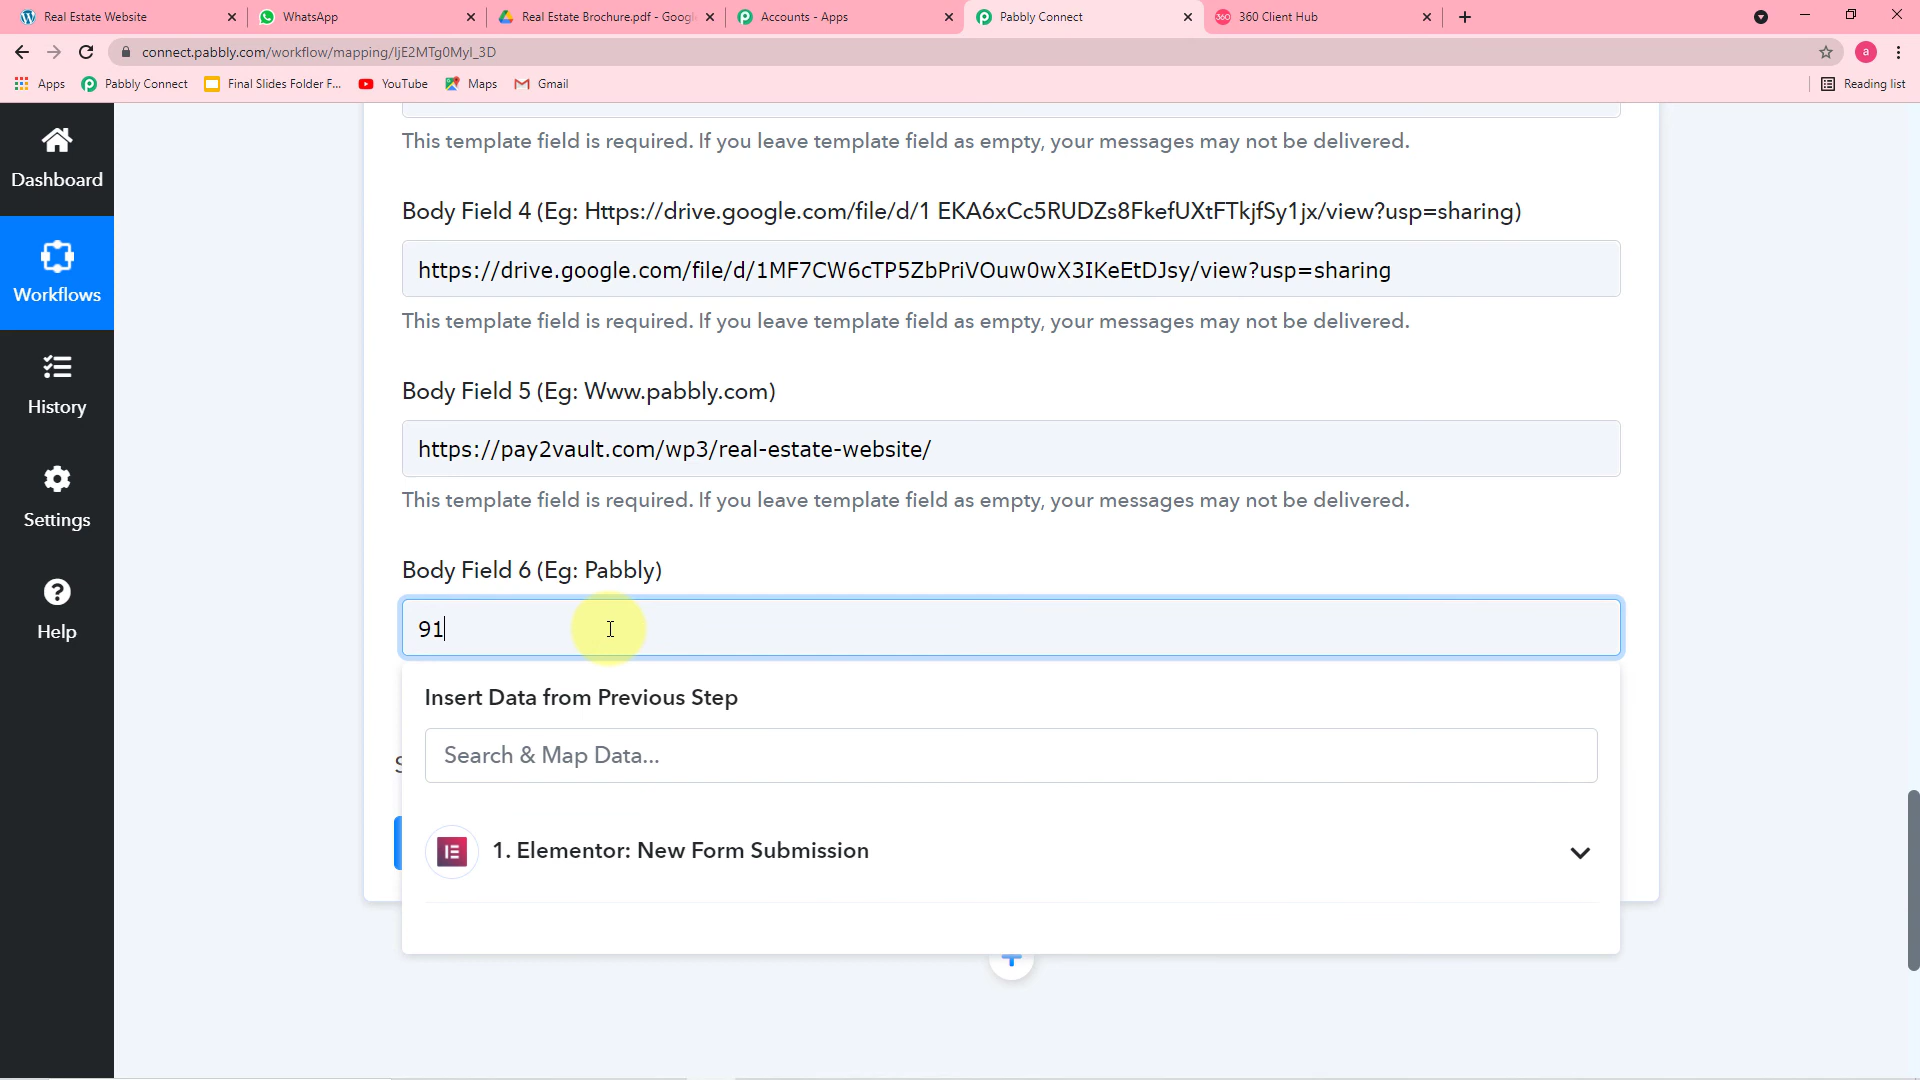 Real Estate Website
WhatsApp
Real Estate Brochure.pdf - Googl
Accounts - Apps
Pabbly Connect
360 Client Hub
connect.pabbly.com/workflow/mapping/IjE2MTg0MyI_3D
a
Apps
Pabbly Connect
Final Slides Folder F...
YouTube
Maps
Gmail
Reading list
Dashboard
Workflows
History
Settings
Help
This template field is required. If you leave template field as empty, your messages may not be delivered.
Body Field 4 (Eg: Https://drive.google.com/file/d/1 EKA6xCc5RUDZs8FkefUXtFTkjfSy1jx/view?usp=sharing)
https://drive.google.com/file/d/1MF7CW6cTP5ZbPriVOuw0wX3IKeEtDJsy/view?usp=sharing
This template field is required. If you leave template field as empty, your messages may not be delivered.
Body Field 5 (Eg: Www.pabbly.com)
https://pay2vault.com/wp3/real-estate-website/
This template field is required. If you leave template field as empty, your messages may not be delivered.
Body Field 6 (Eg: Pabbly)
91
Insert Data from Previous Step
Search & Map Data...
1. Elementor: New Form Submission